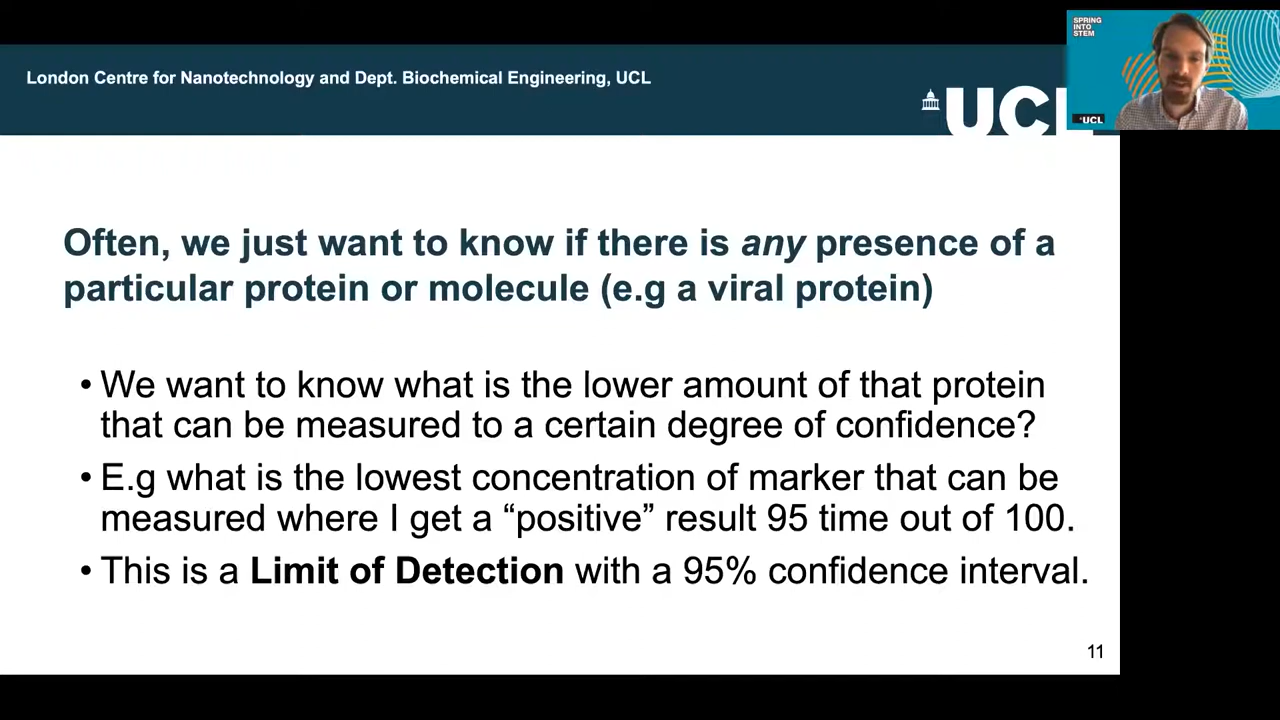 London Centre for Nanotechnology and Dept. Biochemical Engineering, UCL
UCL
SPRING
INTO
STEM
UCL
Often, we just want to know if there is any presence of a
particular protein or molecule (e.g a viral protein)
• We want to know what is the lower amount of that protein
that can be measured to a certain degree of confidence?
• E.g what is the lowest concentration of marker that can be
measured where I get a “positive” result 95 time out of 100.
• This is a Limit of Detection with a 95% confidence interval.
11